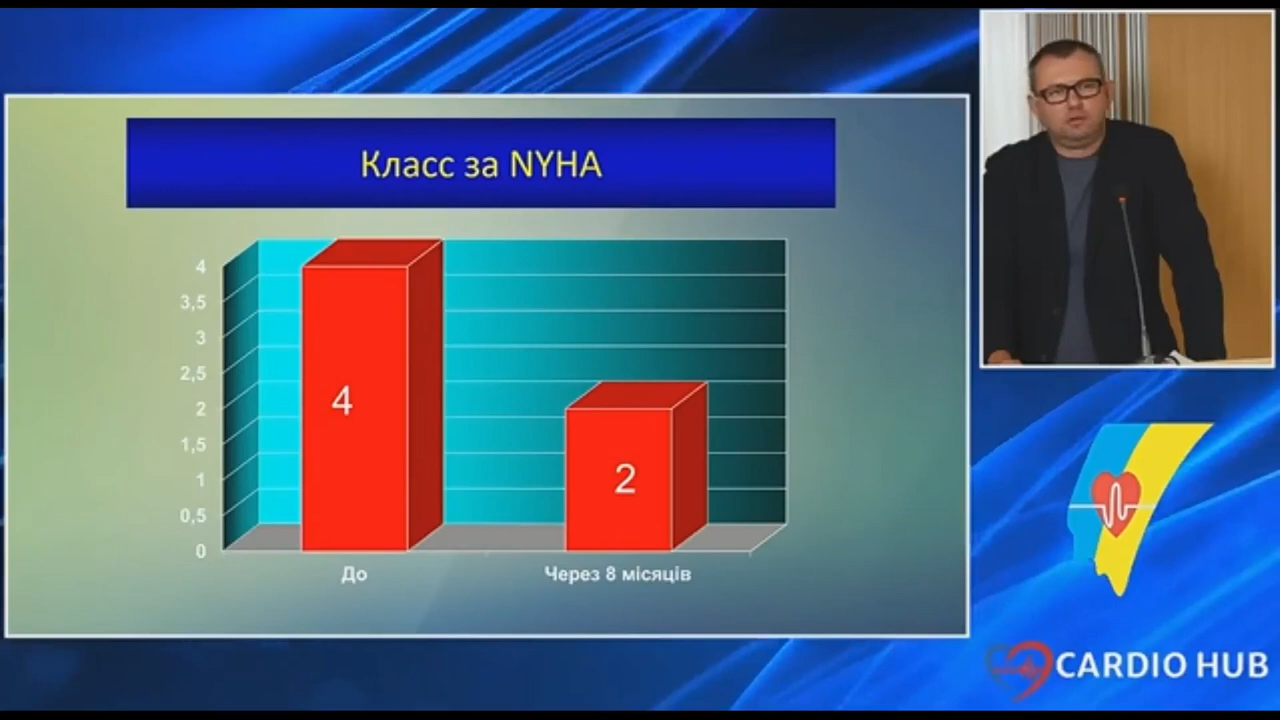 Класс за NYHA
4
3,5
3
2,5
2
1,5
1
0,5
0
4
2
До
Через 8 місяців
CARDIO HUB